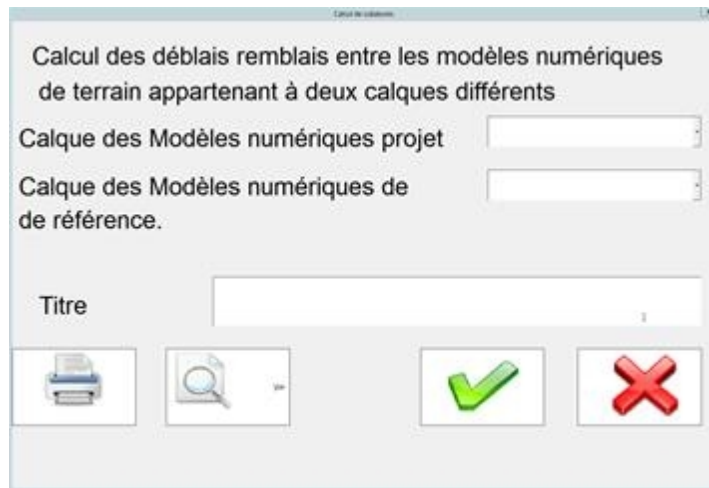 Calcul des déblais remblais entre les modèles numériques
de terrain appartenant à deux calques différents
Calque des Modèles numériques projet
Calque des Modèles numériques de
de référence.
Titre